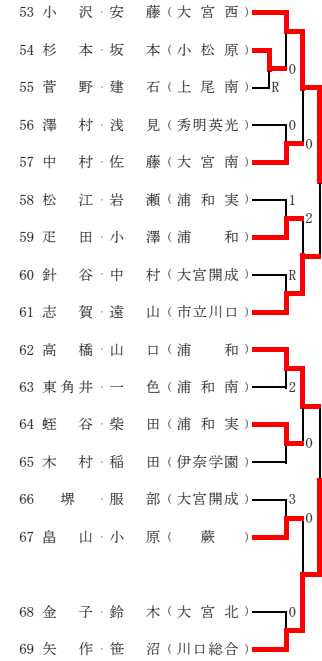 53 小 沢・安 藤 (大 宮 西)
54 杉 本・坂 本 (小 松 原)
0
55 菅 野・建 石 (上 尾 南)
R
56 澤 村・浅 見 (秀明英光)
0
0
57 中 村・佐 藤 (大 宮 南)
58 松 江・岩 瀬 (浦 和 実)
1
2
59 疋 田・小 澤 (浦 和)
60 針 谷・中 村 (大宮開成)
R
61 志 賀・遠 山 (市立川口)
62 高 橋・山 口 (浦 和)
63 東角井・一 色 (浦 和 南)
2
64 蛭 谷・柴 田 (浦 和 実)
0
65 木 村・稲 田 (伊奈学園)
66 堺 ・服 部 (大宮開成)
3
0
67 畠 山・小 原 (蕨)
68 金 子・鈴 木 (大 宮 北)
0
69 矢 作・笹 沼 (川口総合)